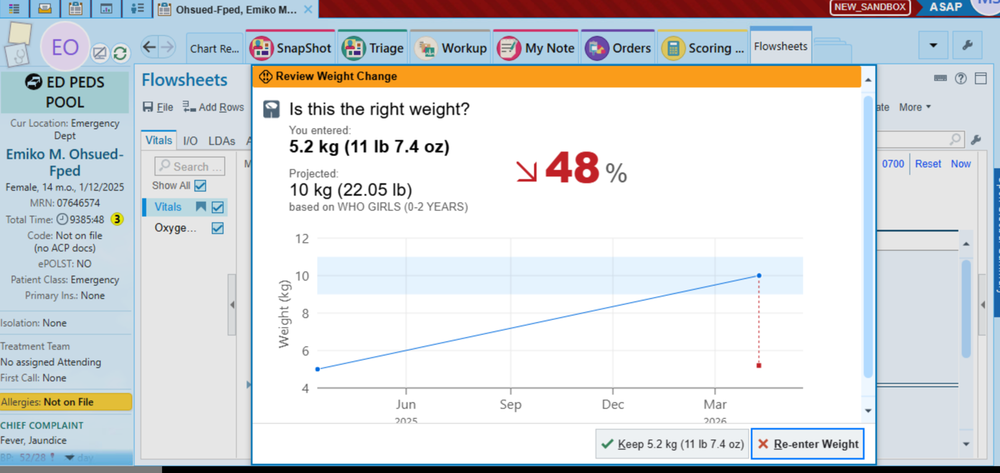 Ohsued-Fped, Emiko M...
NEW_SANDBOX
ASAP
EO
Chart Re...
SnapShot
Triage
Workup
My Note
Orders
Scoring ...
Flowsheets
ED PEDS
POOL
Cur Location: Emergency
Dept
Emiko M. Ohsued-
Fped
Female, 14 m.o., 1/12/2025
MRN: 07646574
Total Time: 9385:48 3
Code: Not on file
(no ACP docs)
ePOLST: NO
Patient Class: Emergency
Primary Ins.: None
Isolation: None
Treatment Team
No assigned Attending
First Call: None
Allergies: Not on File
CHIEF COMPLAINT
Fever, Jaundice
BP: 52/28 ! day
Flowsheets
File
Add Rows
More
Vitals
I/O
LDAs
Search ...
Show All
Vitals
Oxyge...
0700
Reset
Now
Review Weight Change
Is this the right weight?
You entered:
5.2 kg (11 lb 7.4 oz)
Projected:
10 kg (22.05 lb)
based on WHO GIRLS (0-2 YEARS)
48 %
Weight (kg)
12
10
8
6
4
Jun
2025
Sep
Dec
Mar
2026
Keep 5.2 kg (11 lb 7.4 oz)
Re-enter Weight